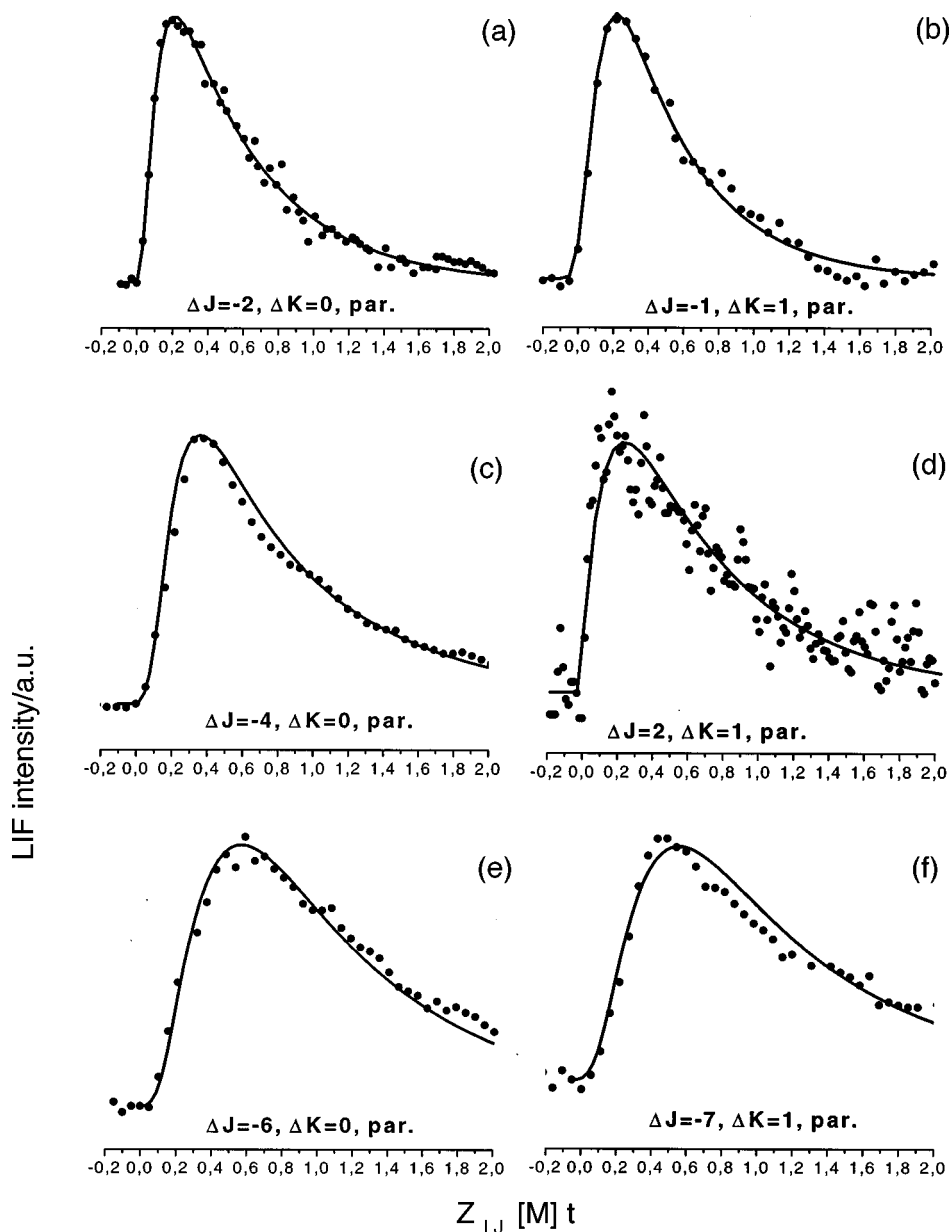 (a)
(b)
ΔJ=-2, ΔK=0, par.
ΔJ=-1, ΔK=1, par.
-0,2 0,0 0,2 0,4 0,6 0,8 1,0 1,2 1,4 1,6 1,8 2,0
-0,2 0,0 0,2 0,4 0,6 0,8 1,0 1,2 1,4 1,6 1,8 2,0
(c)
(d)
ΔJ=-4, ΔK=0, par.
ΔJ=2, ΔK=1, par.
-0,2 0,0 0,2 0,4 0,6 0,8 1,0 1,2 1,4 1,6 1,8 2,0
-0,2 0,0 0,2 0,4 0,6 0,8 1,0 1,2 1,4 1,6 1,8 2,0
LIF intensity/a.u.
(e)
(f)
ΔJ=-6, ΔK=0, par.
ΔJ=-7, ΔK=1, par.
-0,2 0,0 0,2 0,4 0,6 0,8 1,0 1,2 1,4 1,6 1,8 2,0
-0,2 0,0 0,2 0,4 0,6 0,8 1,0 1,2 1,4 1,6 1,8 2,0
Z LJ [M] t